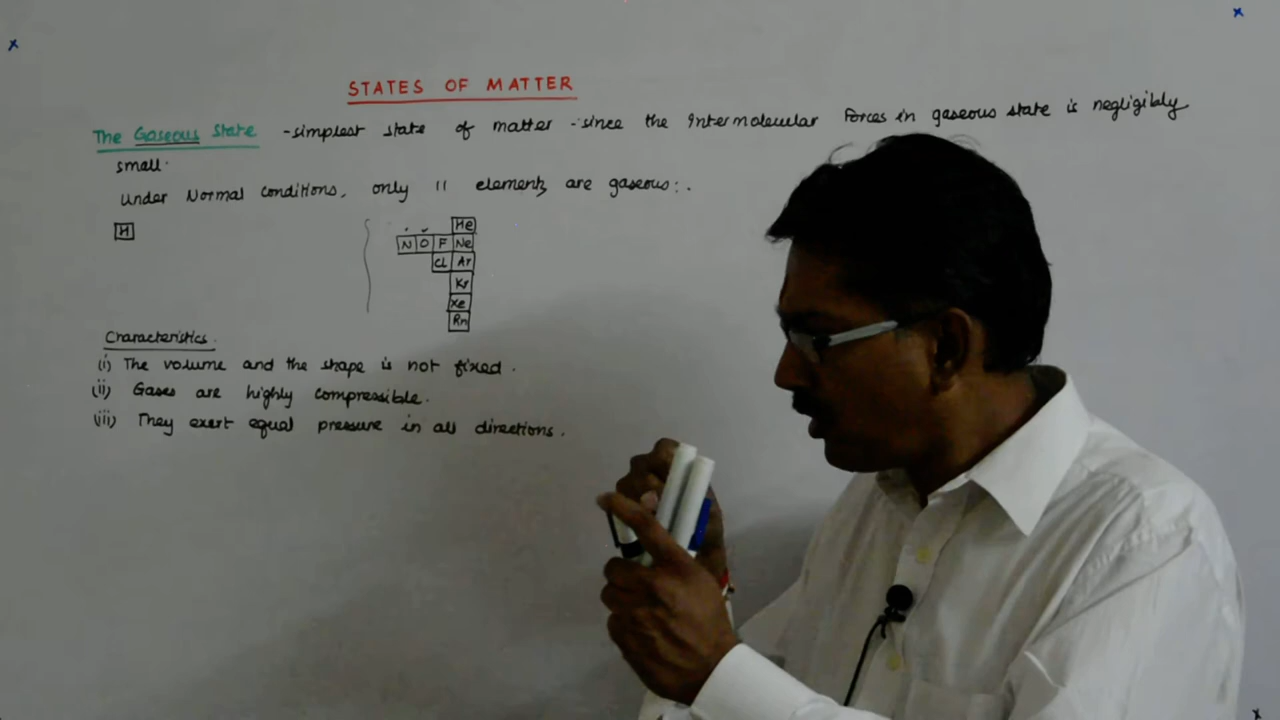 STATES OF MATTER
The Gaseous State - simplest state of matter - since the Intermolecular Forces in gaseous state is negligibly
small.
Under Normal conditions, only 11 elements are gaseous:.
H
He
N O F Ne
CL Ar
Kr
Xe
Rn
Characteristics.
(i) The volume and the shape is not fixed.
(ii) Gases are highly compressible.
(iii) They exert equal pressure in all directions.